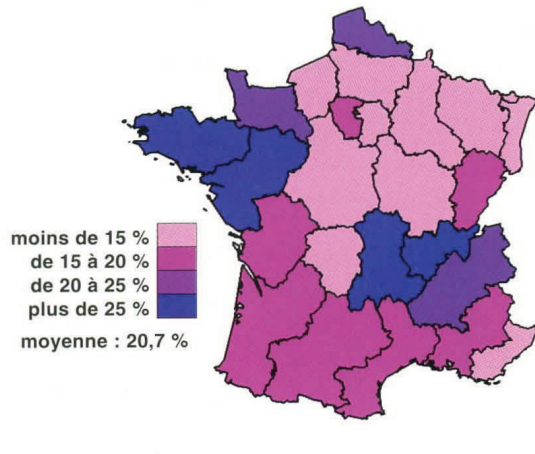 moins de 15 %
de 15 à 20 %
de 20 à 25 %
plus de 25 %
moyenne : 20,7 %